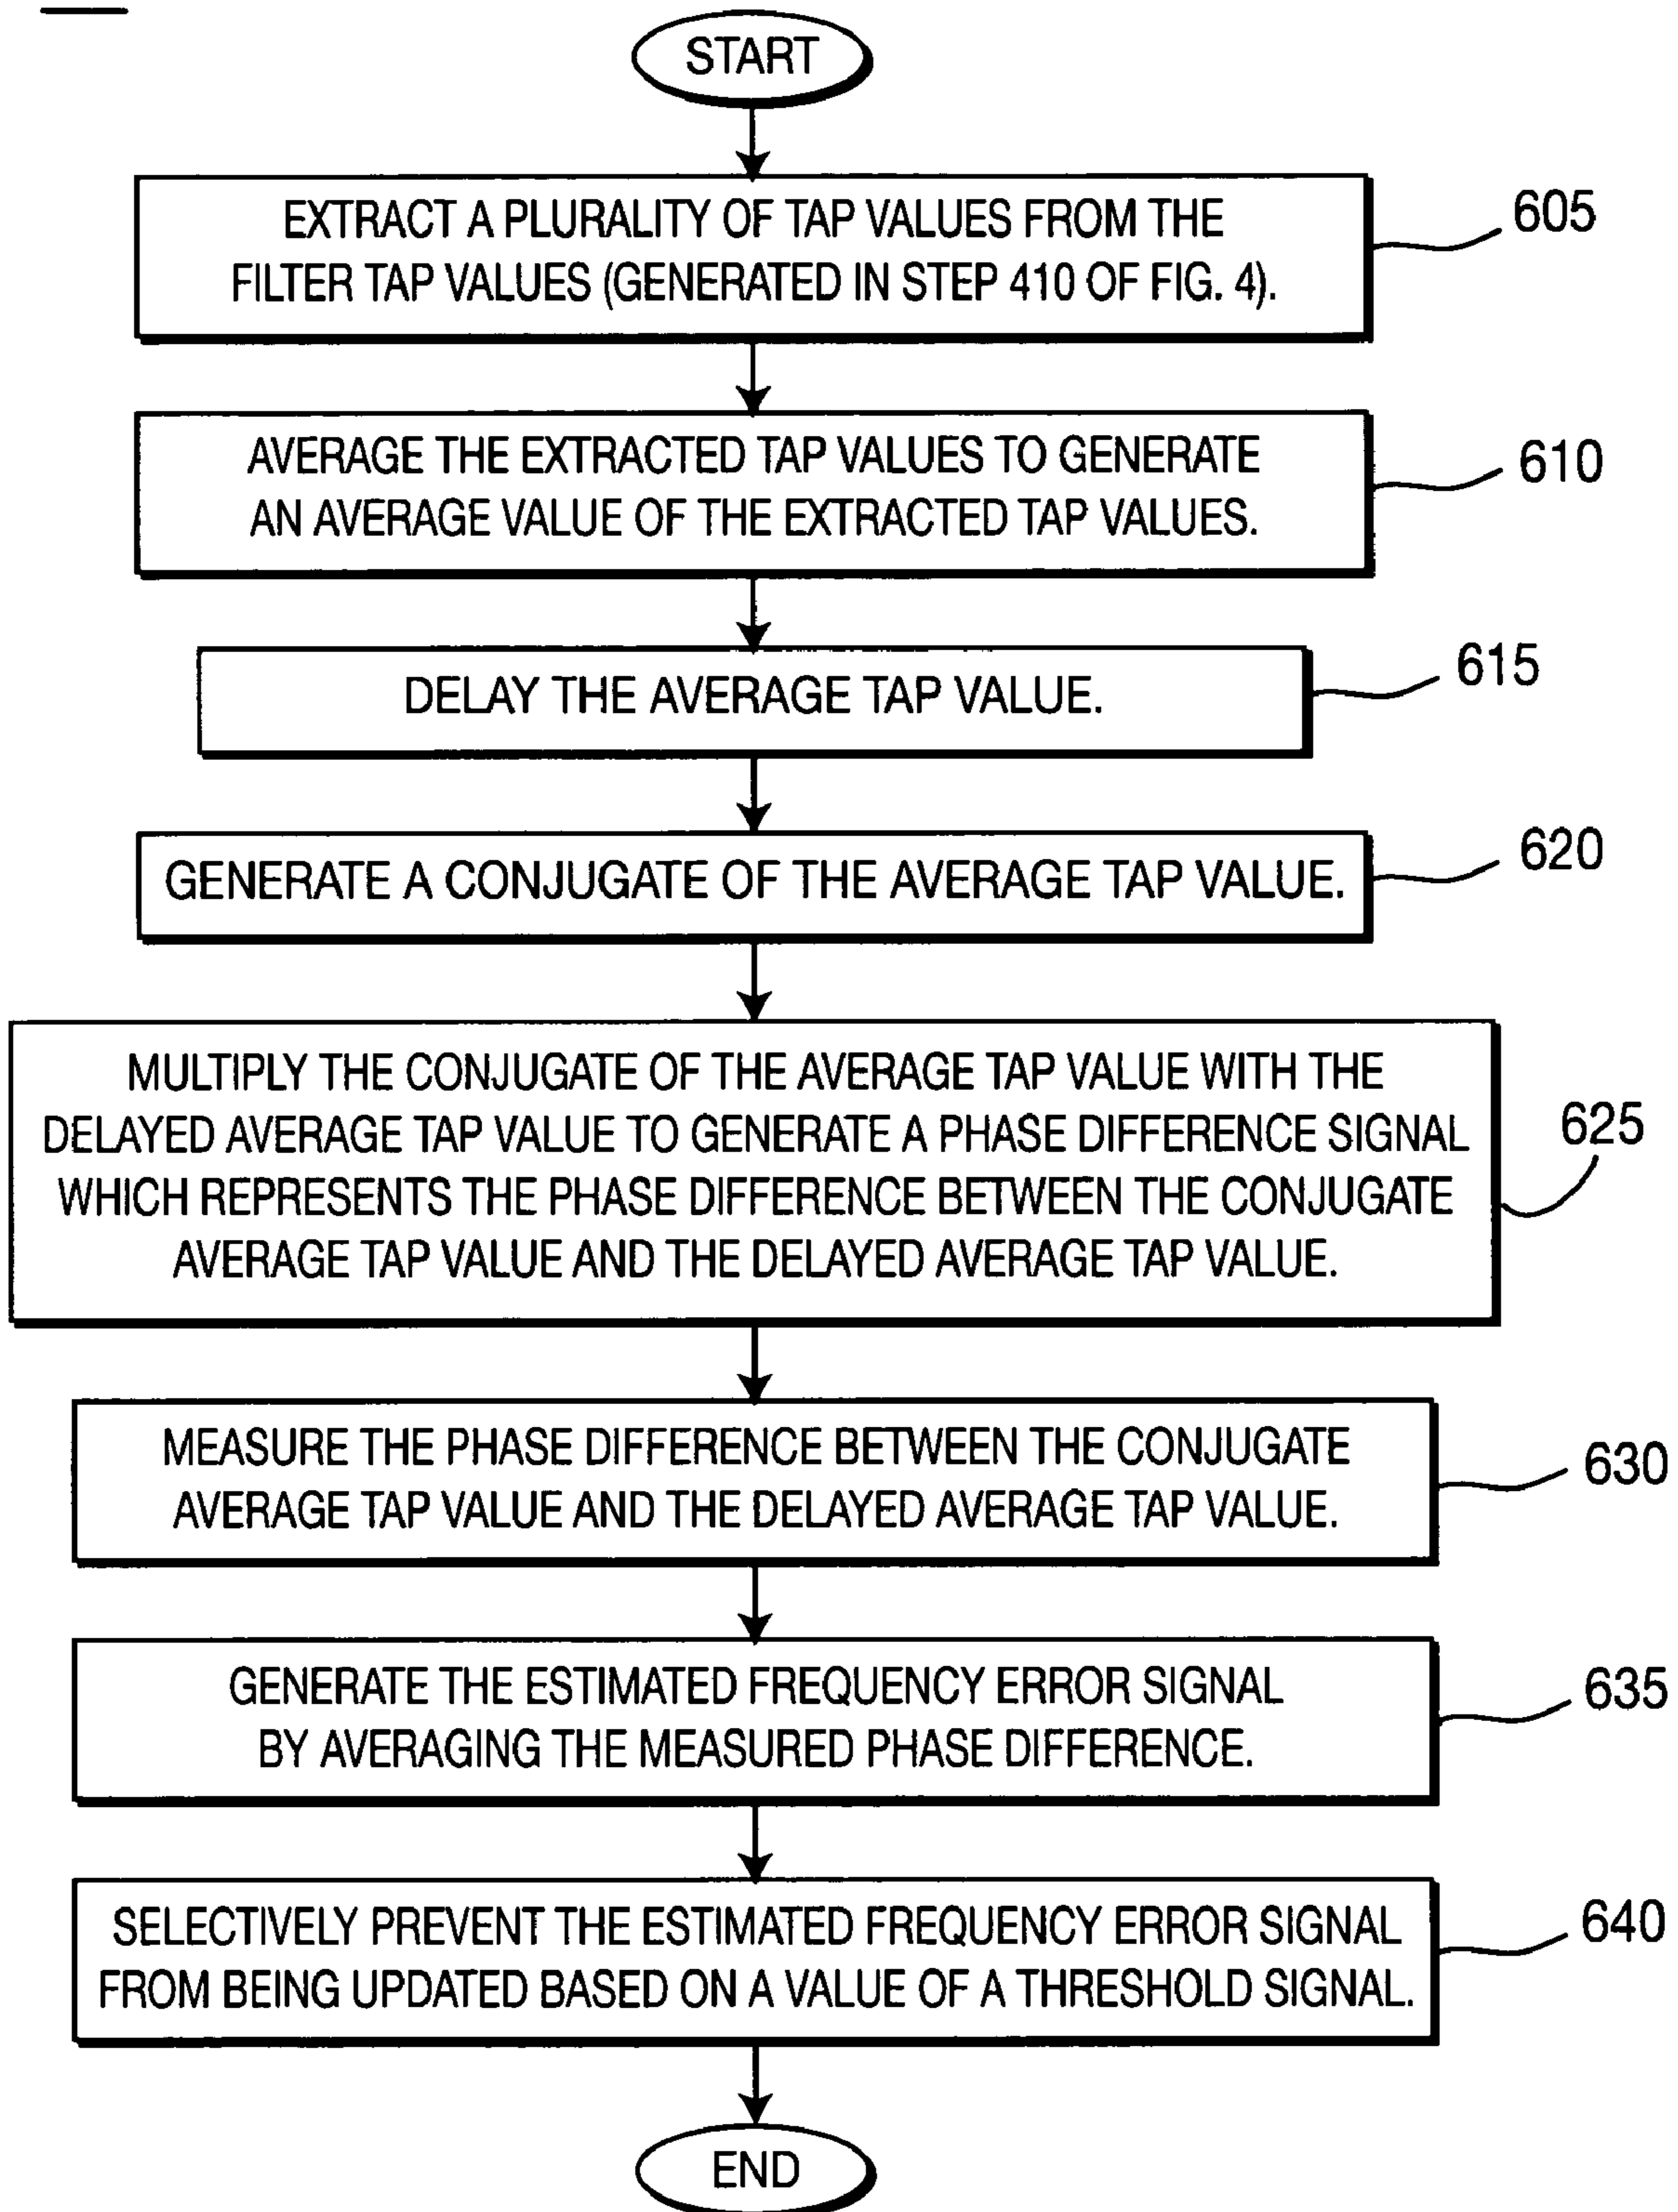 START
EXTRACT A PLURALITY OF TAP VALUES FROM THE
FILTER TAP VALUES (GENERATED IN STEP 410 OF FIG. 4).
605
AVERAGE THE EXTRACTED TAP VALUES TO GENERATE
AN AVERAGE VALUE OF THE EXTRACTED TAP VALUES.
610
DELAY THE AVERAGE TAP VALUE.
615
GENERATE A CONJUGATE OF THE AVERAGE TAP VALUE.
620
MULTIPLY THE CONJUGATE OF THE AVERAGE TAP VALUE WITH THE
DELAYED AVERAGE TAP VALUE TO GENERATE A PHASE DIFFERENCE SIGNAL
WHICH REPRESENTS THE PHASE DIFFERENCE BETWEEN THE CONJUGATE
AVERAGE TAP VALUE AND THE DELAYED AVERAGE TAP VALUE.
625
MEASURE THE PHASE DIFFERENCE BETWEEN THE CONJUGATE
AVERAGE TAP VALUE AND THE DELAYED AVERAGE TAP VALUE.
630
GENERATE THE ESTIMATED FREQUENCY ERROR SIGNAL
BY AVERAGING THE MEASURED PHASE DIFFERENCE.
635
SELECTIVELY PREVENT THE ESTIMATED FREQUENCY ERROR SIGNAL
FROM BEING UPDATED BASED ON A VALUE OF A THRESHOLD SIGNAL.
640
END